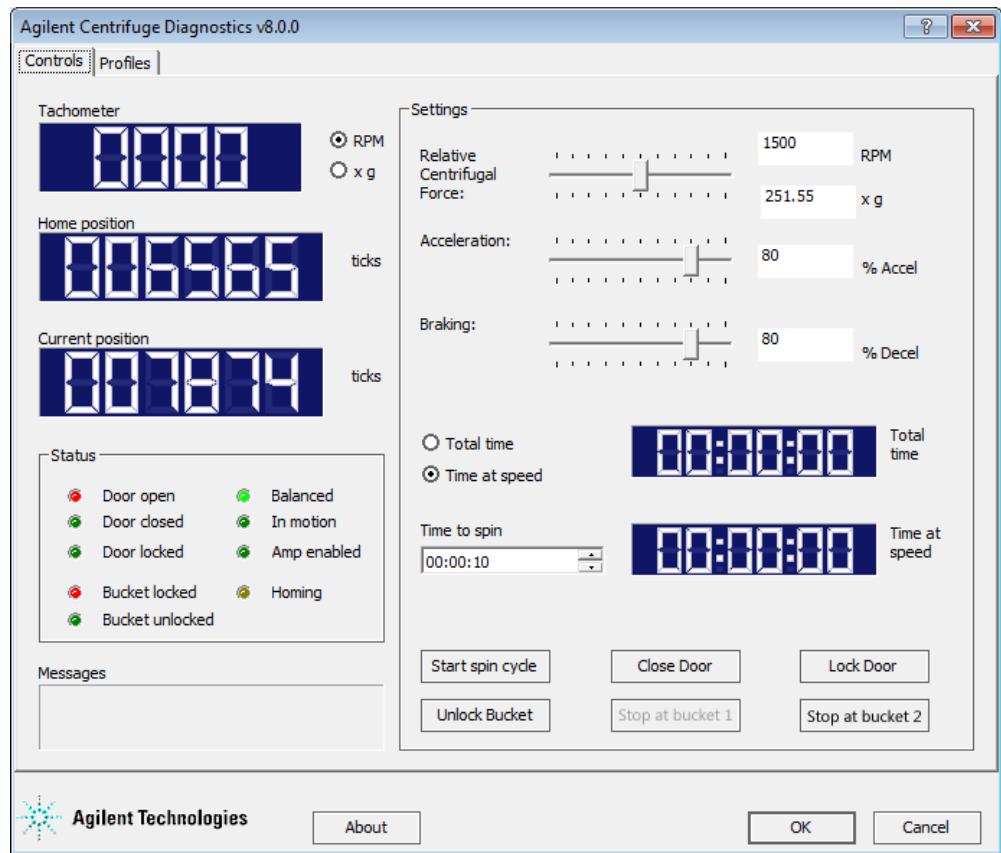 Agilent Centrifuge Diagnostics v8.0.0
Controls
Profiles
Tachometer
0000
RPM
x g
Home position
006565
ticks
Current position
007874
ticks
Status
Door open
Balanced
Door closed
In motion
Door locked
Amp enabled
Bucket locked
Homing
Bucket unlocked
Messages
Settings
Relative
Centrifugal
Force:
1500
RPM
251.55
x g
Acceleration:
80
% Accel
Braking:
80
% Decel
Total time
Time at speed
00:00:00
Total
time
Time to spin
00:00:10
00:00:00
Time at
speed
Start spin cycle
Close Door
Lock Door
Unlock Bucket
Stop at bucket 1
Stop at bucket 2
Agilent Technologies
About
OK
Cancel